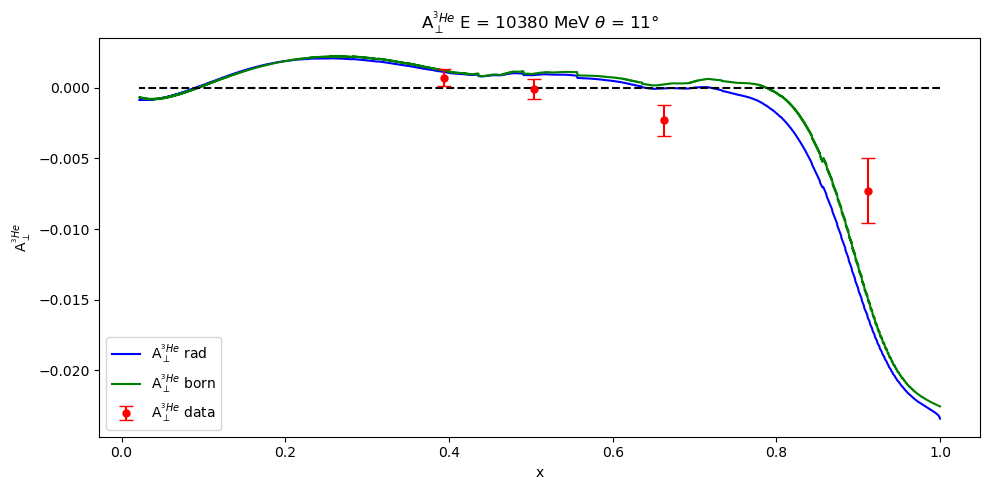 A⊥^3He E = 10380 MeV θ = 11°
A⊥^3He
0.000
−0.005
−0.010
−0.015
−0.020
A⊥^3He rad
A⊥^3He born
A⊥^3He data
0.0 0.2 0.4 0.6 0.8 1.0
x